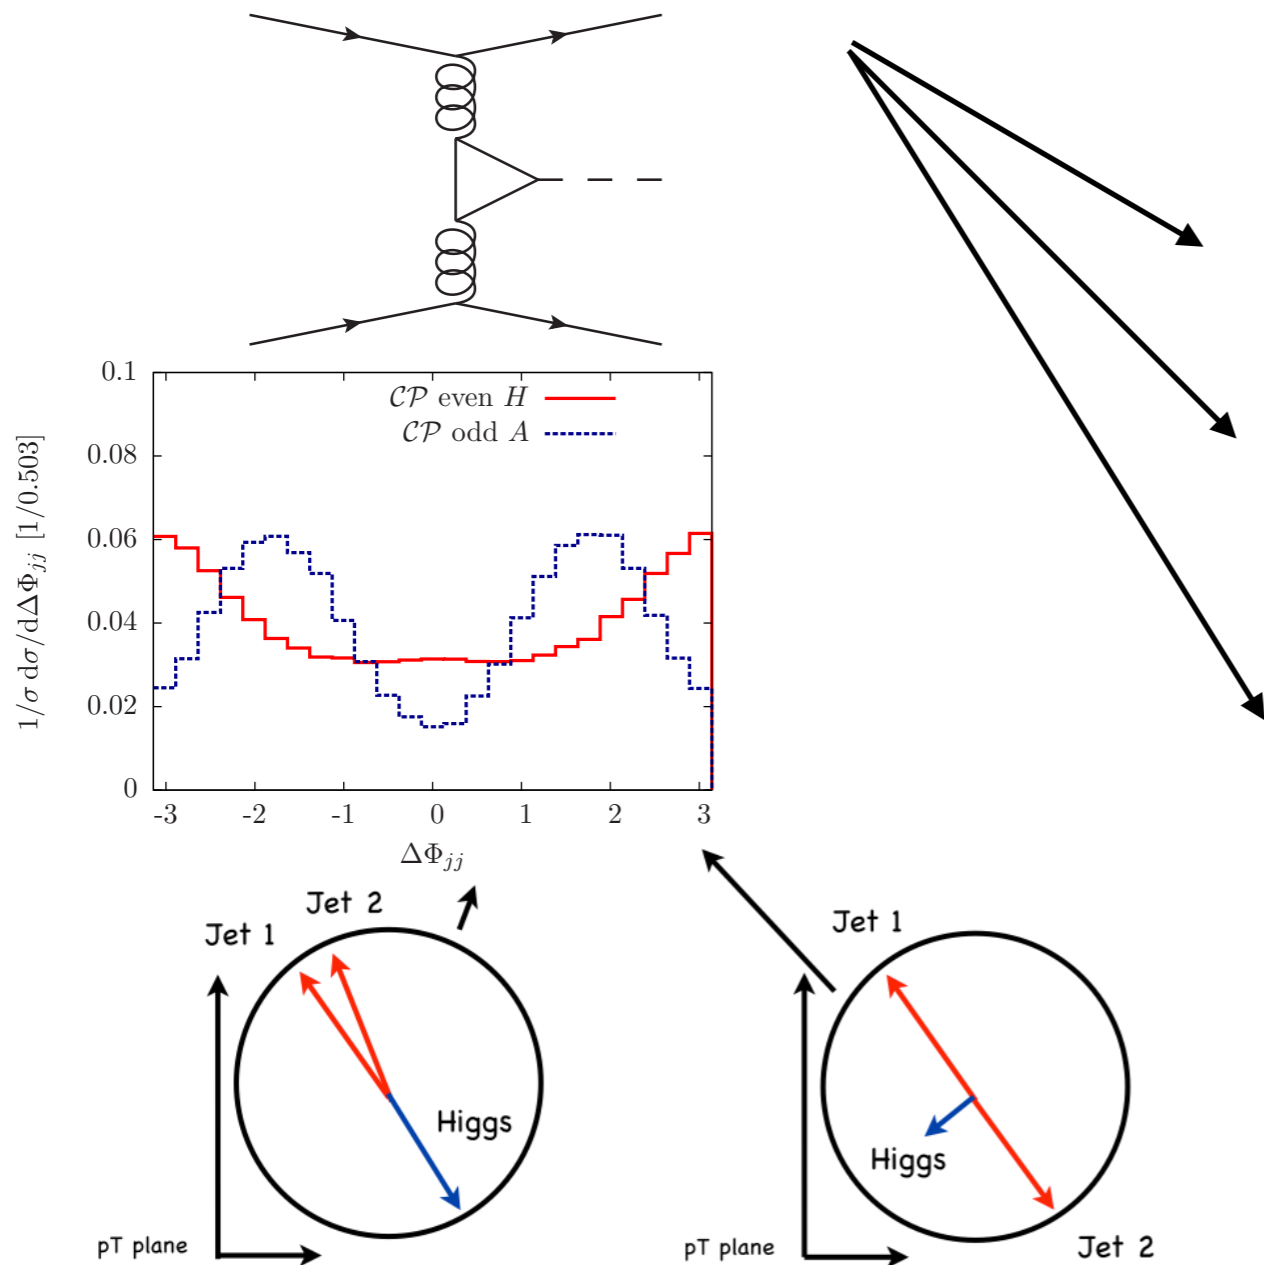 0.1
0.08
0.06
0.04
0.02
0
1/σ dσ/dΔΦjj [1/0.503]
CP even H
CP odd A
-3 -2 -1 0 1 2 3
ΔΦjj
Jet 2
Jet 1
Higgs
pT plane
Jet 1
Higgs
pT plane
Jet 2